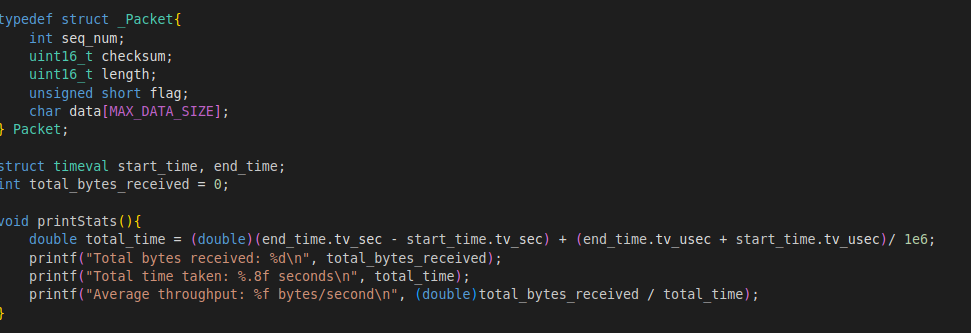 typedef struct _Packet{
    int seq_num;
    uint16_t checksum;
    uint16_t length;
    unsigned short flag;
    char data[MAX_DATA_SIZE];
} Packet;

struct timeval start_time, end_time;
int total_bytes_received = 0;

void printStats(){
    double total_time = (double)(end_time.tv_sec - start_time.tv_sec) + (end_time.tv_usec + start_time.tv_usec)/ 1e6;
    printf("Total bytes received: %d\n", total_bytes_received);
    printf("Total time taken: %.8f seconds\n", total_time);
    printf("Average throughput: %f bytes/second\n", (double)total_bytes_received / total_time);
}